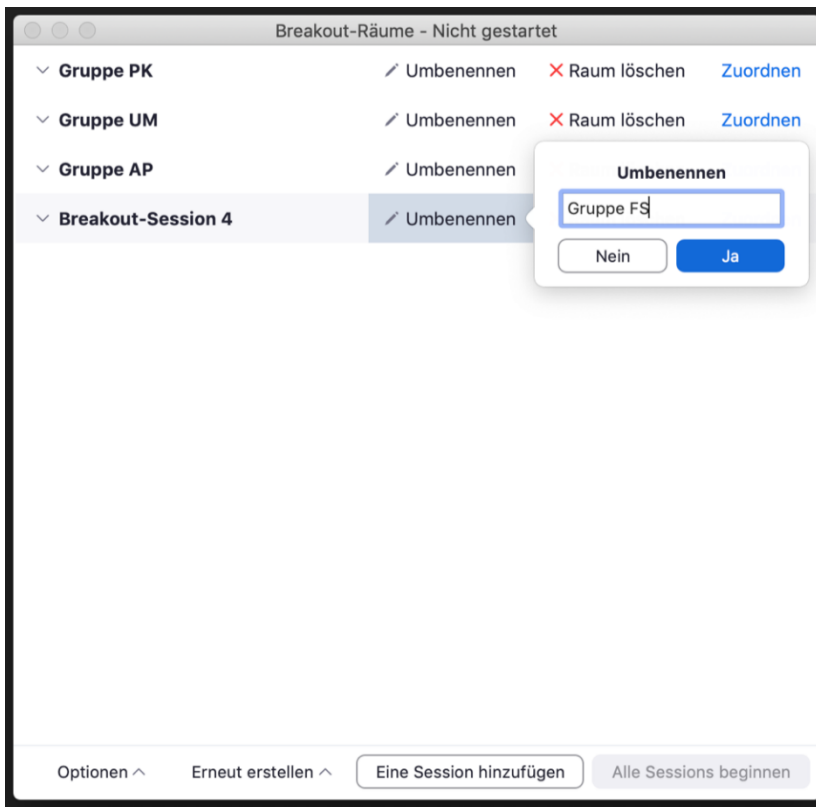 Breakout-Räume - Nicht gestartet
Gruppe PK Umbenennen Raum löschen Zuordnen
Gruppe UM Umbenennen Raum löschen Zuordnen
Gruppe AP Umbenennen
Breakout-Session 4 Umbenennen
Umbenennen
Gruppe FS
Nein Ja
Optionen Erneut erstellen Eine Session hinzufügen Alle Sessions beginnen